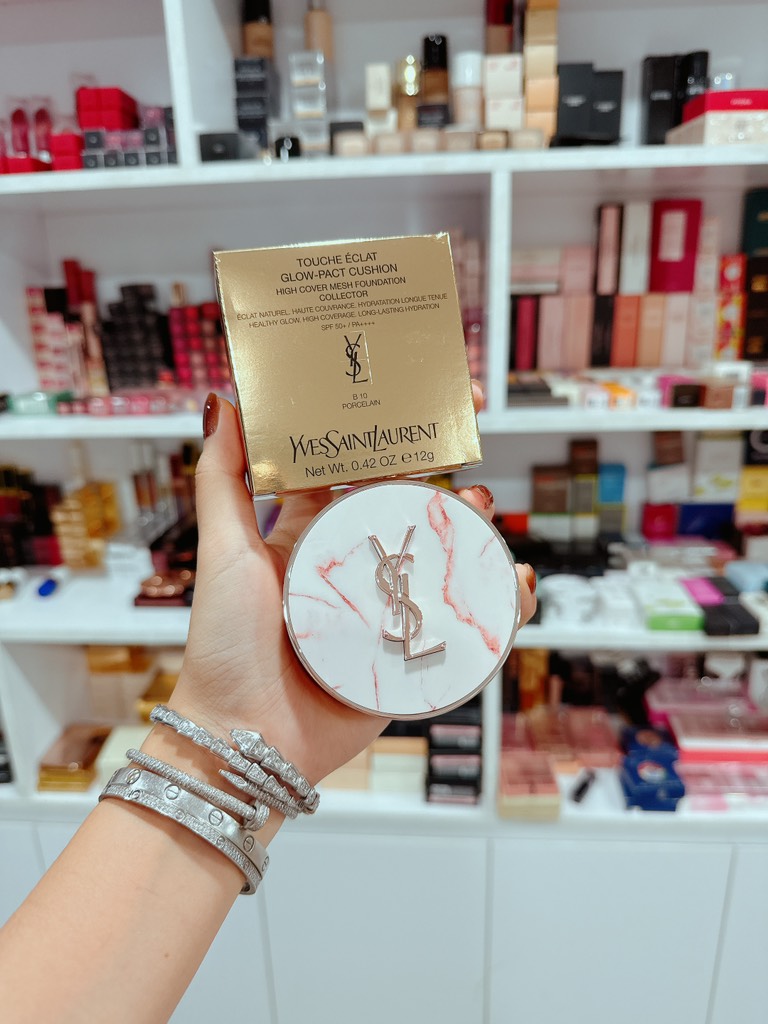 TOUCHE ÉCLAT
GLOW-PACT CUSHION
HIGH COVER MESH FOUNDATION
COLLECTOR
ÉCLAT NATUREL. HAUTE COUVRANCE. HYDRATATION LONGUE TENUE
HEALTHY GLOW. HIGH COVERAGE. LONG-LASTING HYDRATION
SPF 50+ / PA++++
YSL
B 10
PORCELAIN
YVESSAINTLAURENT
Net Wt. 0.42 OZ ℮ 12g
YSL